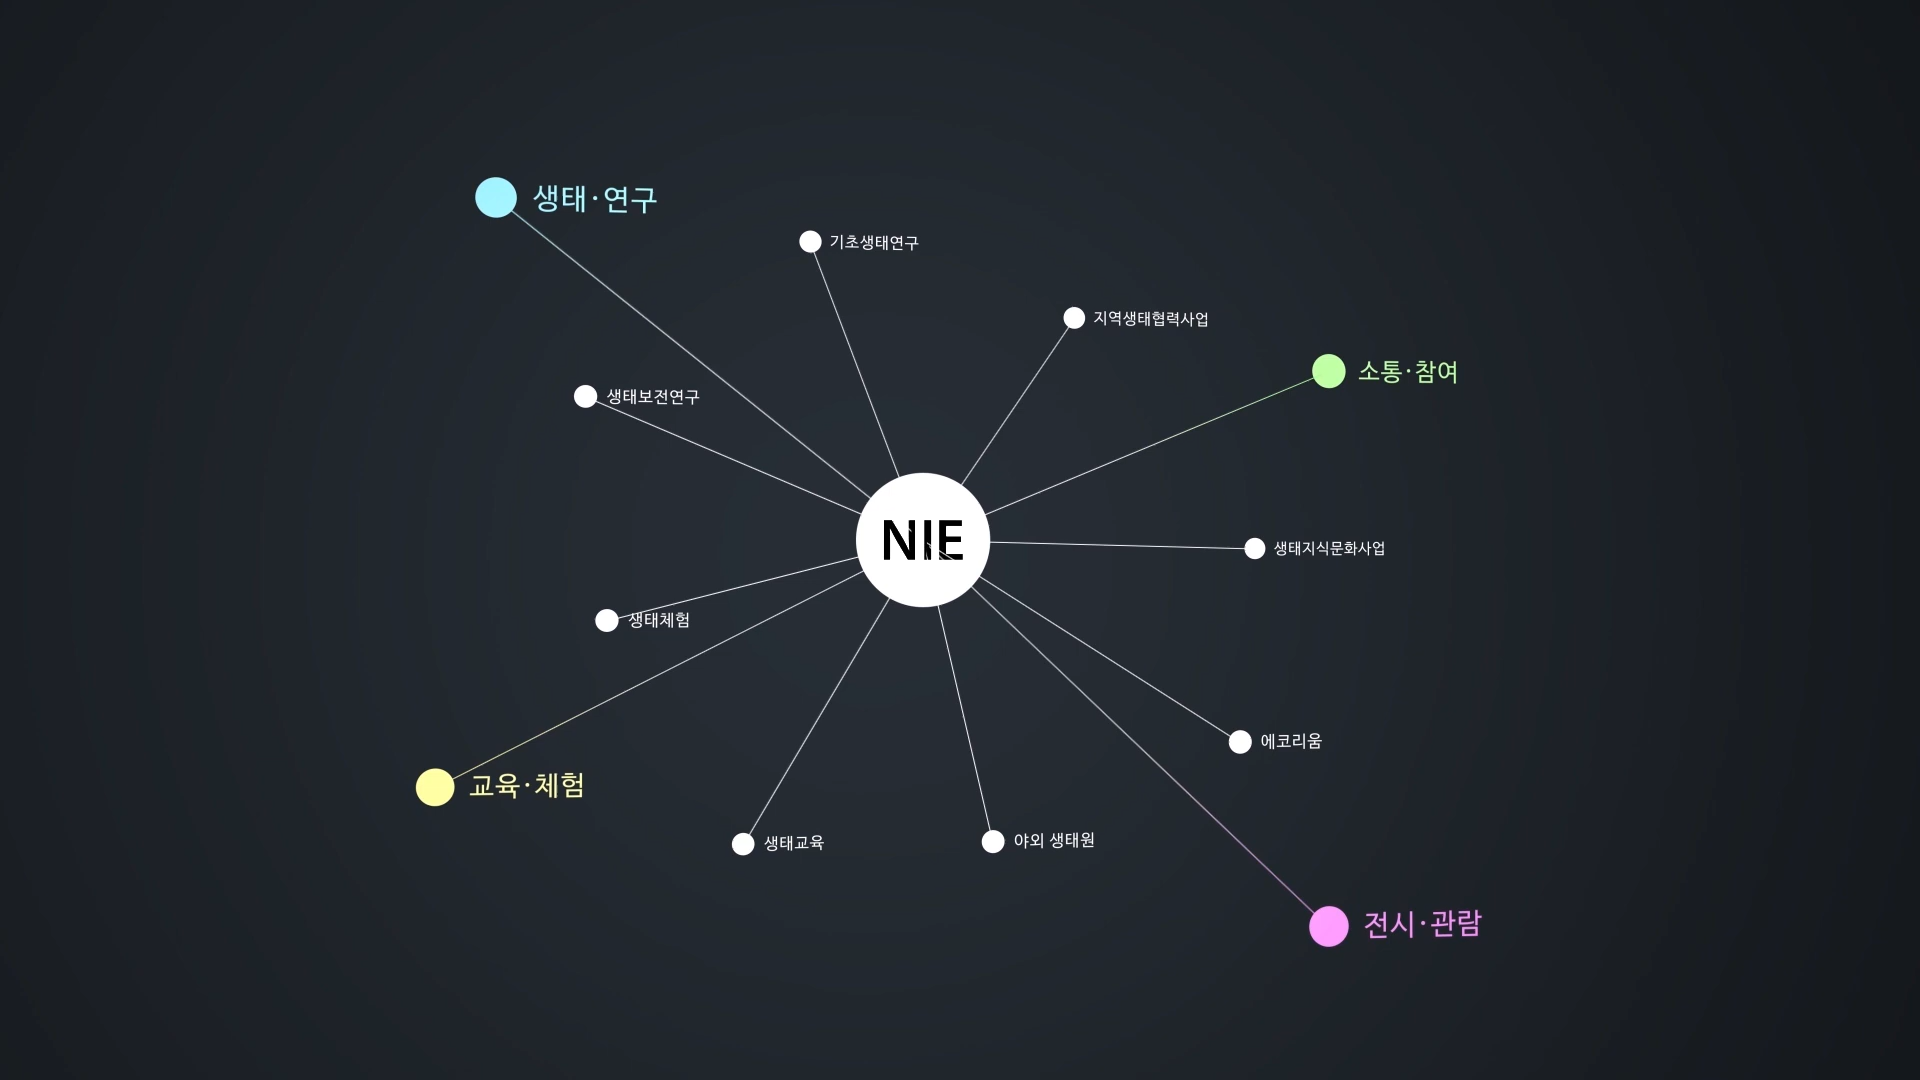 생태·연구
기초생태연구
지역생태협력사업
소통·참여
생태보전연구
NIE
생태지식문화사업
생태체험
에코리움
교육·체험
생태교육
야외 생태원
전시·관람